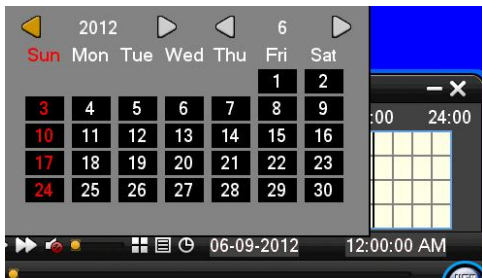 2012 6
Sun Mon Tue Wed Thu Fri Sat
1 2
3 4 5 6 7 8 9
:00 24:00
10 11 12 13 14 15 16
17 18 19 20 21 22 23
24 25 26 27 28 29 30
06-09-2012 12:00:00 AM